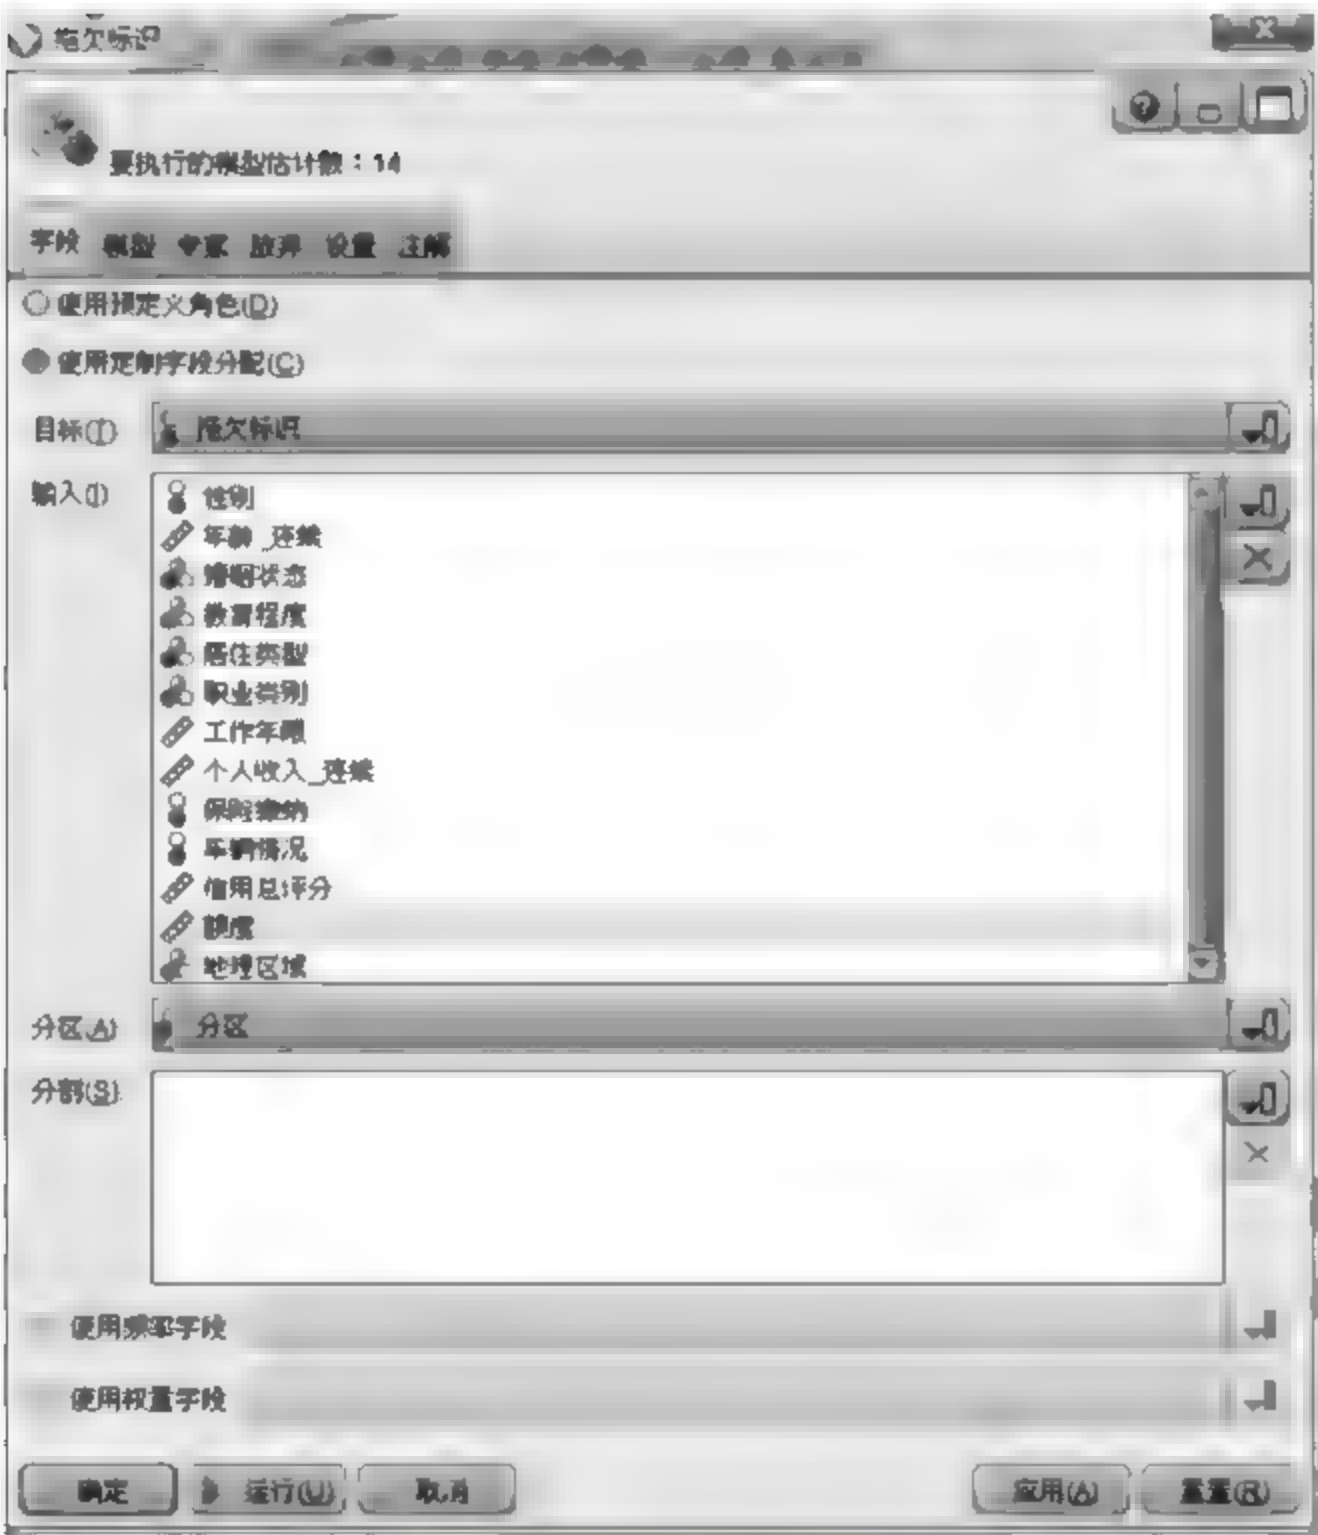 拖欠标识
要执行的模型估计数：14
字段 模型 专家 放弃 设置 注解
使用预定义角色(D)
使用定制字段分配(C)
目标(T) 拖欠标识
输入(I) 性别
年龄_连续
婚姻状态
教育程度
居住类型
职业类别
工作年限
个人收入_连续
保险缴纳
车辆情况
信用总评分
额度
地理区域
分区(A) 分区
分割(S)
使用频率字段
使用权重字段
确定 运行(U) 取消 应用(A) 重置(R)